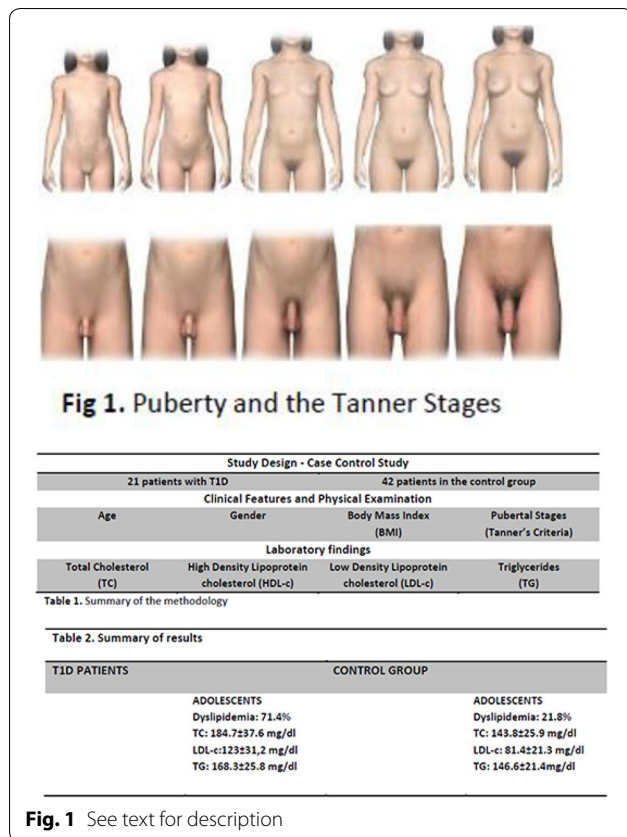 Fig 1. Puberty and the Tanner Stages
Study Design - Case Control Study
21 patients with T1D 42 patients in the control group
Clinical Features and Physical Examination
Age Gender Body Mass Index Pubertal Stages
(BMI) (Tanner's Criteria)
Laboratory findings
Total Cholesterol High Density Lipoprotein Low Density Lipoprotein Triglycerides
(TC) cholesterol (HDL-c) cholesterol (LDL-c) (TG)
Table 1. Summary of the methodology
Table 2. Summary of results
T1D PATIENTS CONTROL GROUP
ADOLESCENTS ADOLESCENTS
Dyslipidemia: 71.4% Dyslipidemia: 21.8%
TC: 184.7±37.6 mg/dl TC: 143.8±25.9 mg/dl
LDL-c:123±31,2 mg/dl LDL-c: 81.4±21.3 mg/dl
TG: 168.3±25.8 mg/dl TG: 146.6±21.4mg/dl
Fig. 1 See text for description